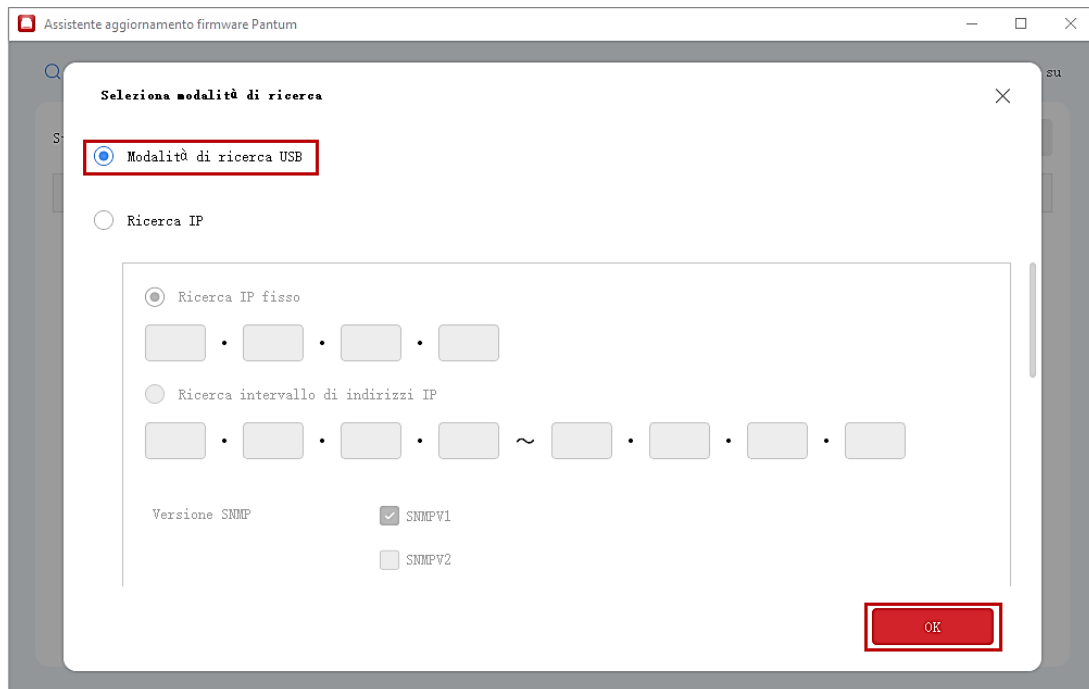 Assistente aggiornamento firmware Pantum
su
Seleziona modalità di ricerca
Modalità di ricerca USB
Ricerca IP
Ricerca IP fisso
Ricerca intervallo di indirizzi IP
~
Versione SNMP SNMPV1
SNMPV2
OK